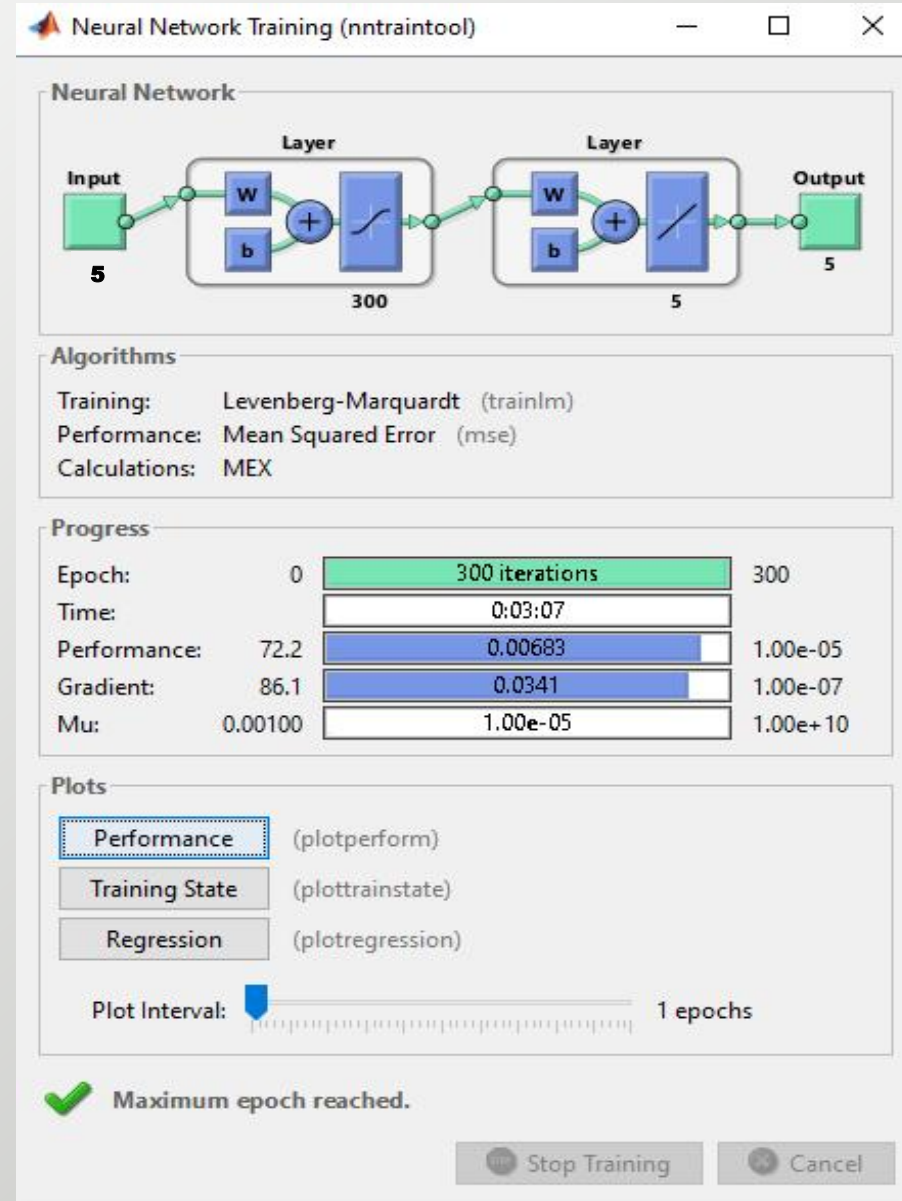 Neural Network Training (nntraintool)
Neural Network
Layer Layer
Input Output
W W
+ +
b b
5 5
300 5
Algorithms
Training: Levenberg-Marquardt (trainlm)
Performance: Mean Squared Error (mse)
Calculations: MEX
Progress
Epoch: 0 300 iterations 300
Time: 0:03:07
Performance: 72.2 0.00683 1.00e-05
Gradient: 86.1 0.0341 1.00e-07
Mu: 0.00100 1.00e-05 1.00e+10
Plots
Performance (plotperform)
Training State (plottrainstate)
Regression (plotregression)
Plot Interval: 1 epochs
Maximum epoch reached.
Stop Training Cancel